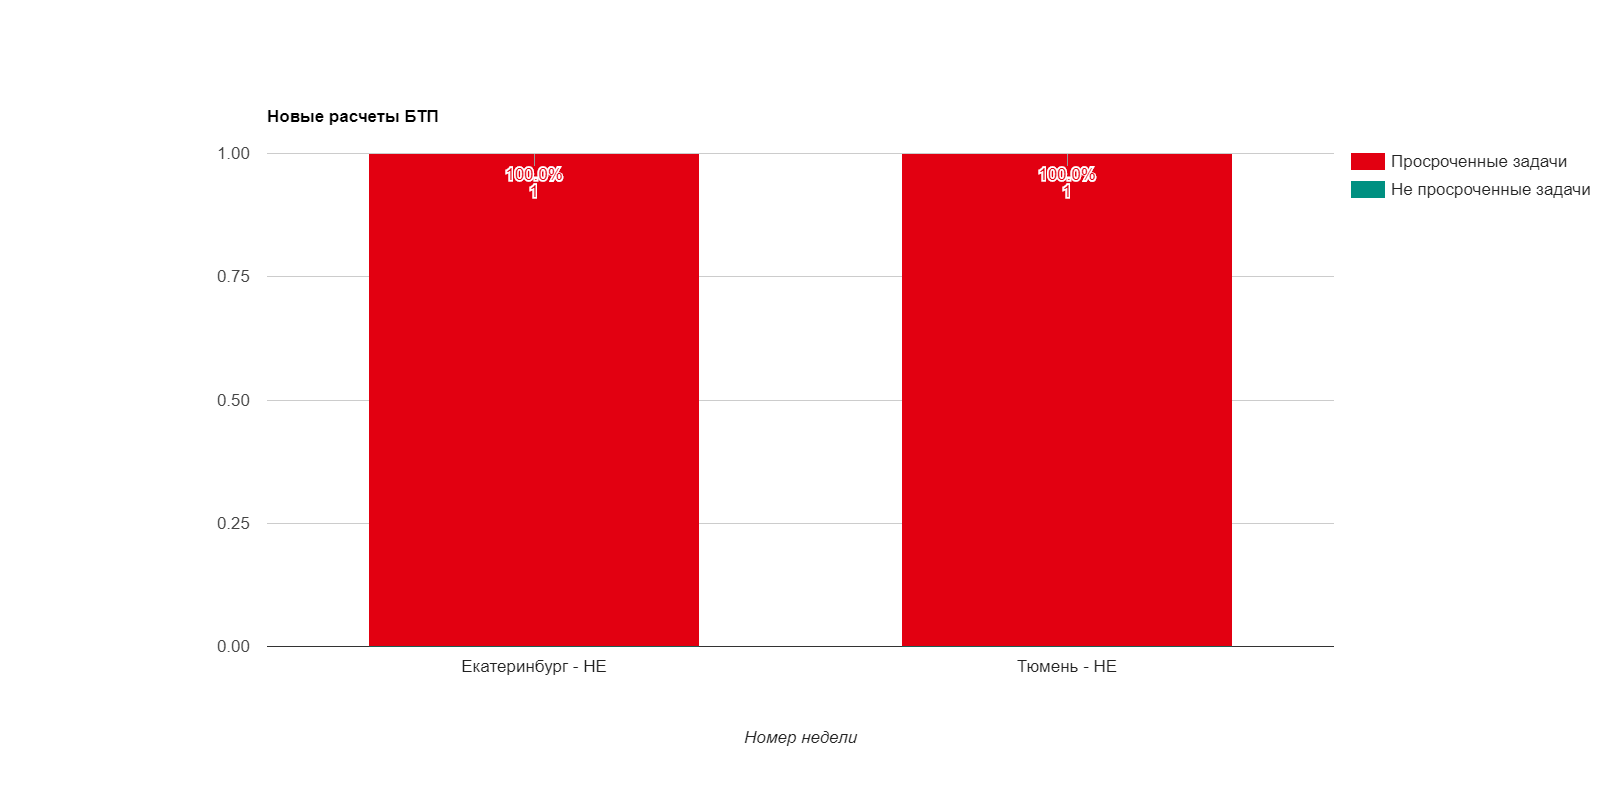 Новые расчеты БТП
1.00
0.75
0.50
0.25
0.00
100.0%
1
100.0%
1
Просроченные задачи
Не просроченные задачи
Екатеринбург - НЕ
Тюмень - НЕ
Номер недели